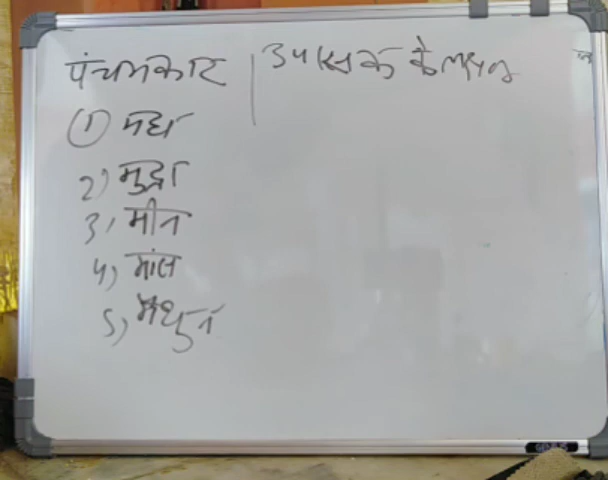 पंचमकार | उपासक के लक्षण
① मद्य
2) मुद्रा
3) मीन
4) मांस
5) मैथुन